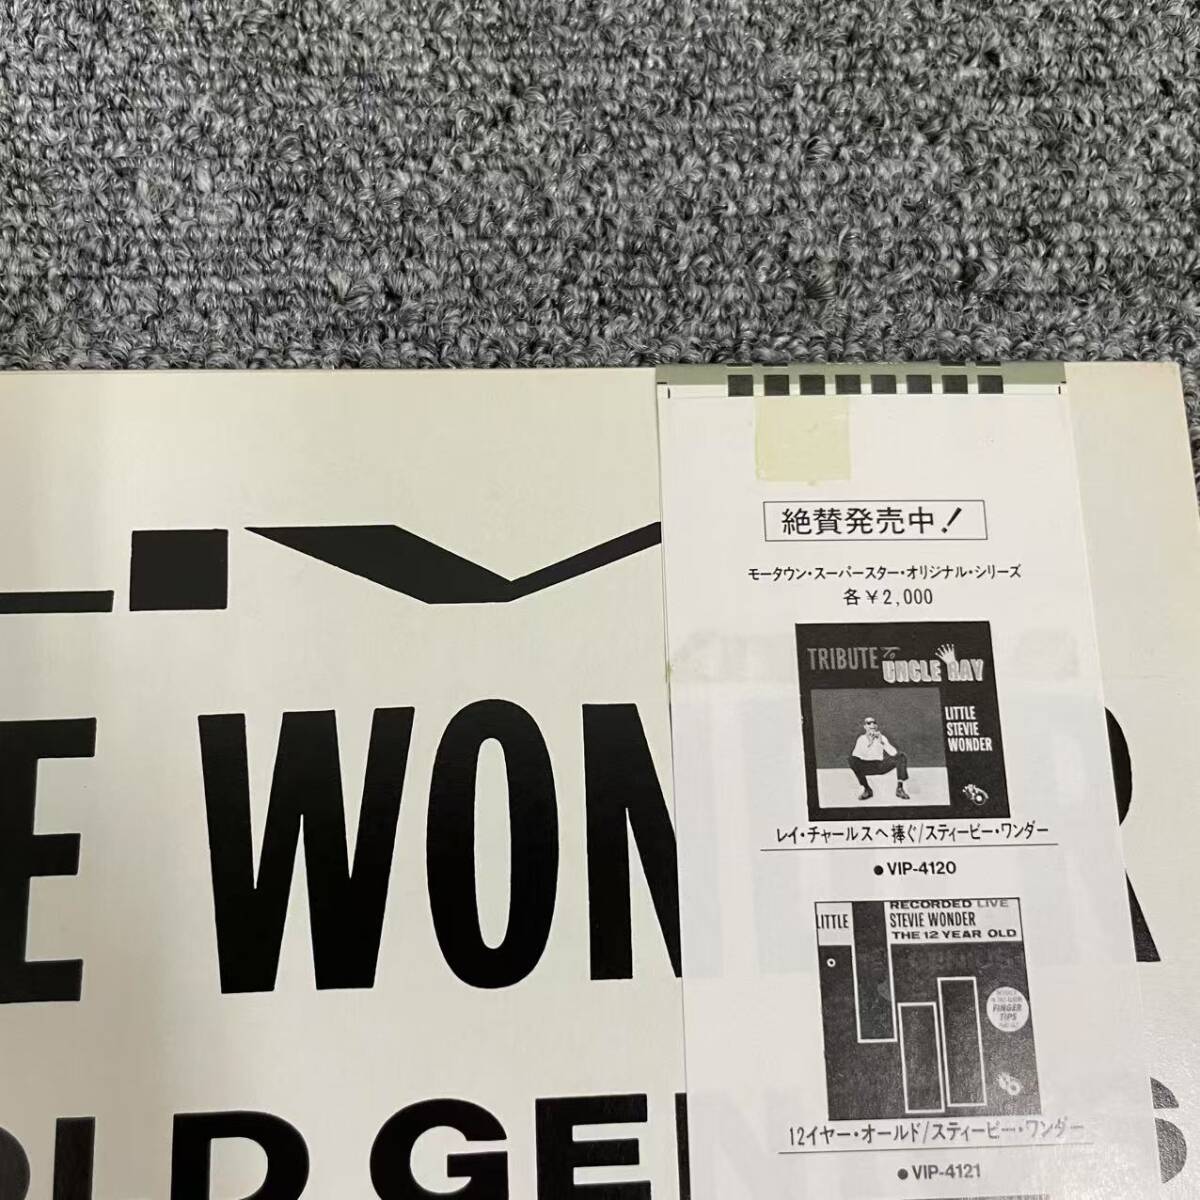 LIV
E WONDER
OLD GENIUS
絶賛発売中!
モータウン・スーパースター・オリジナル・シリーズ
各￥2,000
TRIBUTE To
UNCLE RAY
LITTLE
STEVIE
WONDER
レイ・チャールスへ捧ぐ/スティービー・ワンダー
●VIP-4120
RECORDED LIVE
LITTLE STEVIE WONDER
THE 12 YEAR OLD
FINGER
TIPS
12イヤー・オールド/スティービー・ワンダー
●VIP-4121